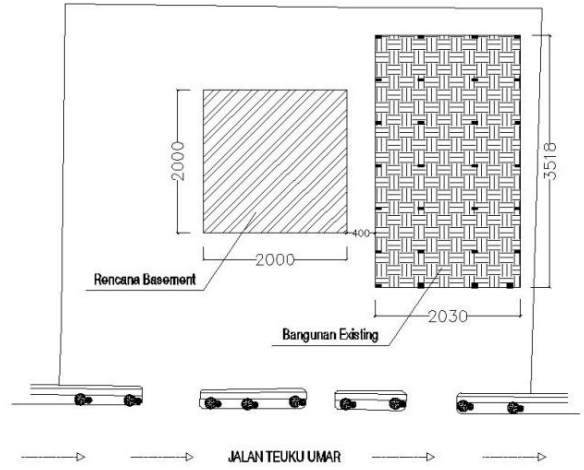 2000
3518
400
2000
Rencana Basement
2030
Bangunan Existing
JALAN TEUKU UMAR